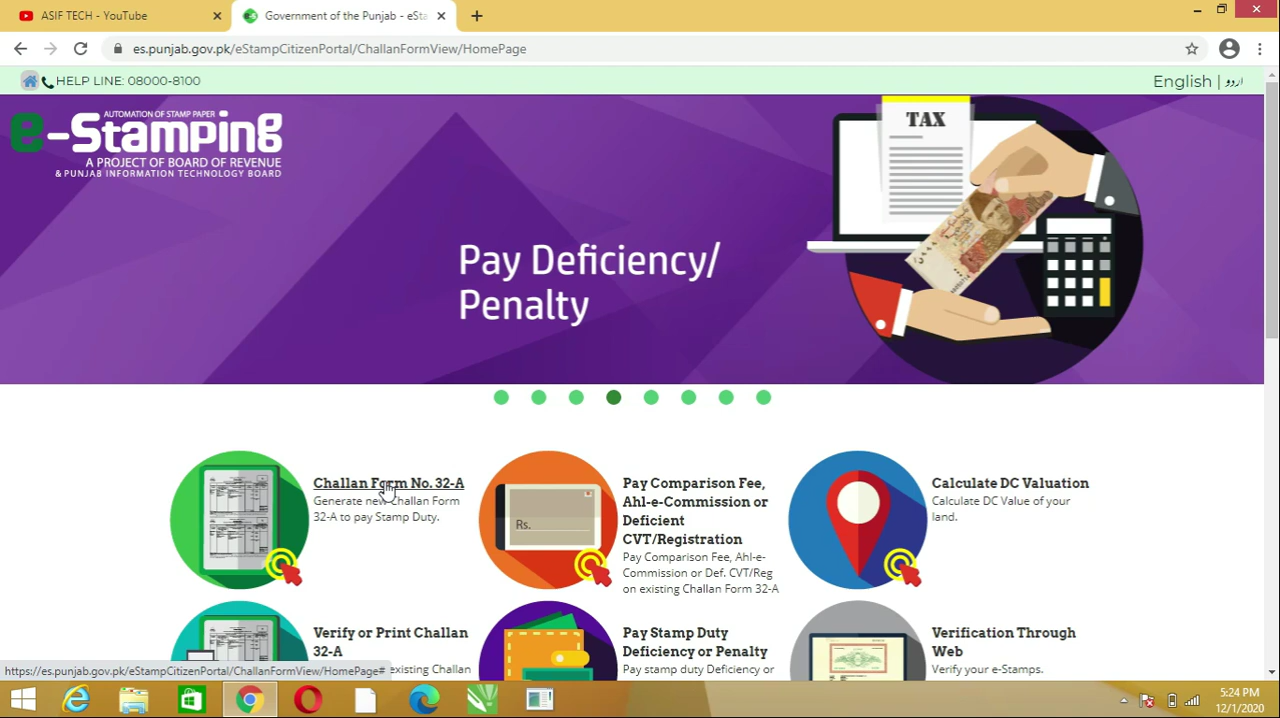 ASIF TECH - YouTube
Government of the Punjab - eSta
es.punjab.gov.pk/eStampCitizenPortal/ChallanFormView/HomePage
HELP LINE: 08000-8100
English | اردو
AUTOMATION OF STAMP PAPER
e-Stamping
A PROJECT OF BOARD OF REVENUE
& PUNJAB INFORMATION TECHNOLOGY BOARD
TAX
Pay Deficiency/
Penalty
Challan Form No. 32-A
Generate new Challan Form
32-A to pay Stamp Duty.
Rs.
Pay Comparison Fee,
Ahl-e-Commission or
Deficient
CVT/Registration
Pay Comparison Fee, Ahl-e-
Commission or Def. CVT/Reg
on existing Challan Form 32-A
Calculate DC Valuation
Calculate DC Value of your
land.
Verify or Print Challan
32-A
existing Challan
Pay Stamp Duty
Deficiency or Penalty
Pay stamp duty Deficiency or
Verification Through
Web
Verify your e-Stamps.
https://es.punjab.gov.pk/eStampCitizenPortal/ChallanFormView/HomePage#
5:24 PM
12/1/2020